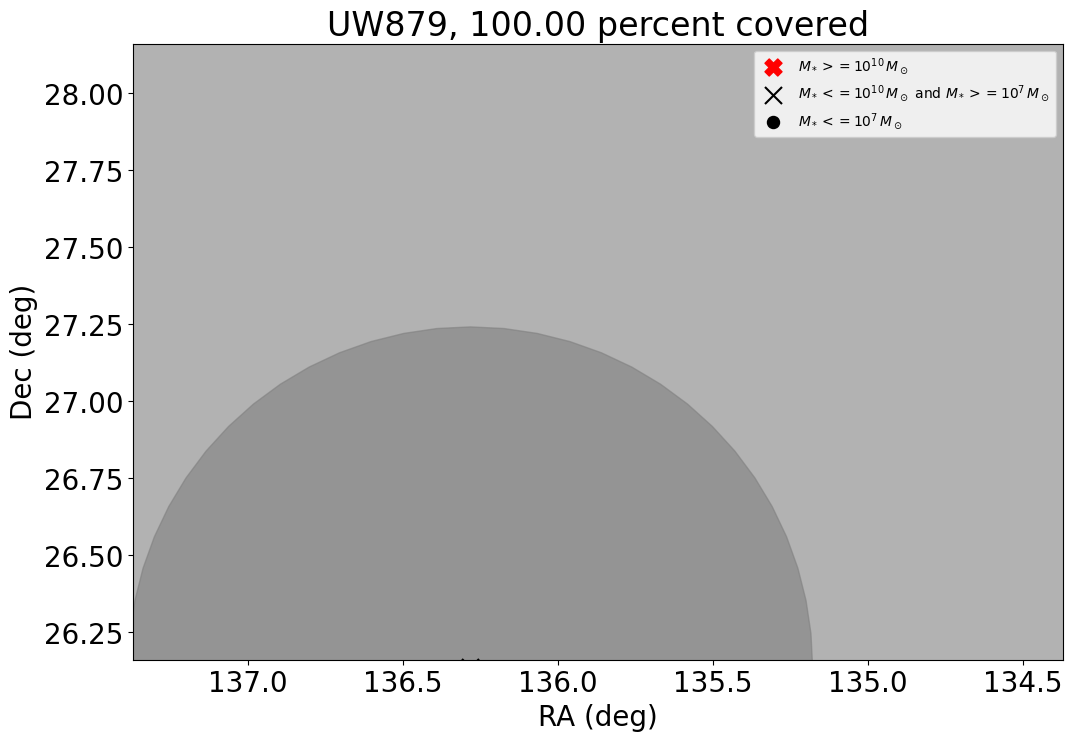 UW879, 100.00 percent covered
M* >= 10^10 M⊙
M* <= 10^10 M⊙ and M* >= 10^7 M⊙
M* <= 10^7 M⊙
28.00
27.75
27.50
27.25
27.00
26.75
26.50
26.25
Dec (deg)
137.0 136.5 136.0 135.5 135.0 134.5
RA (deg)